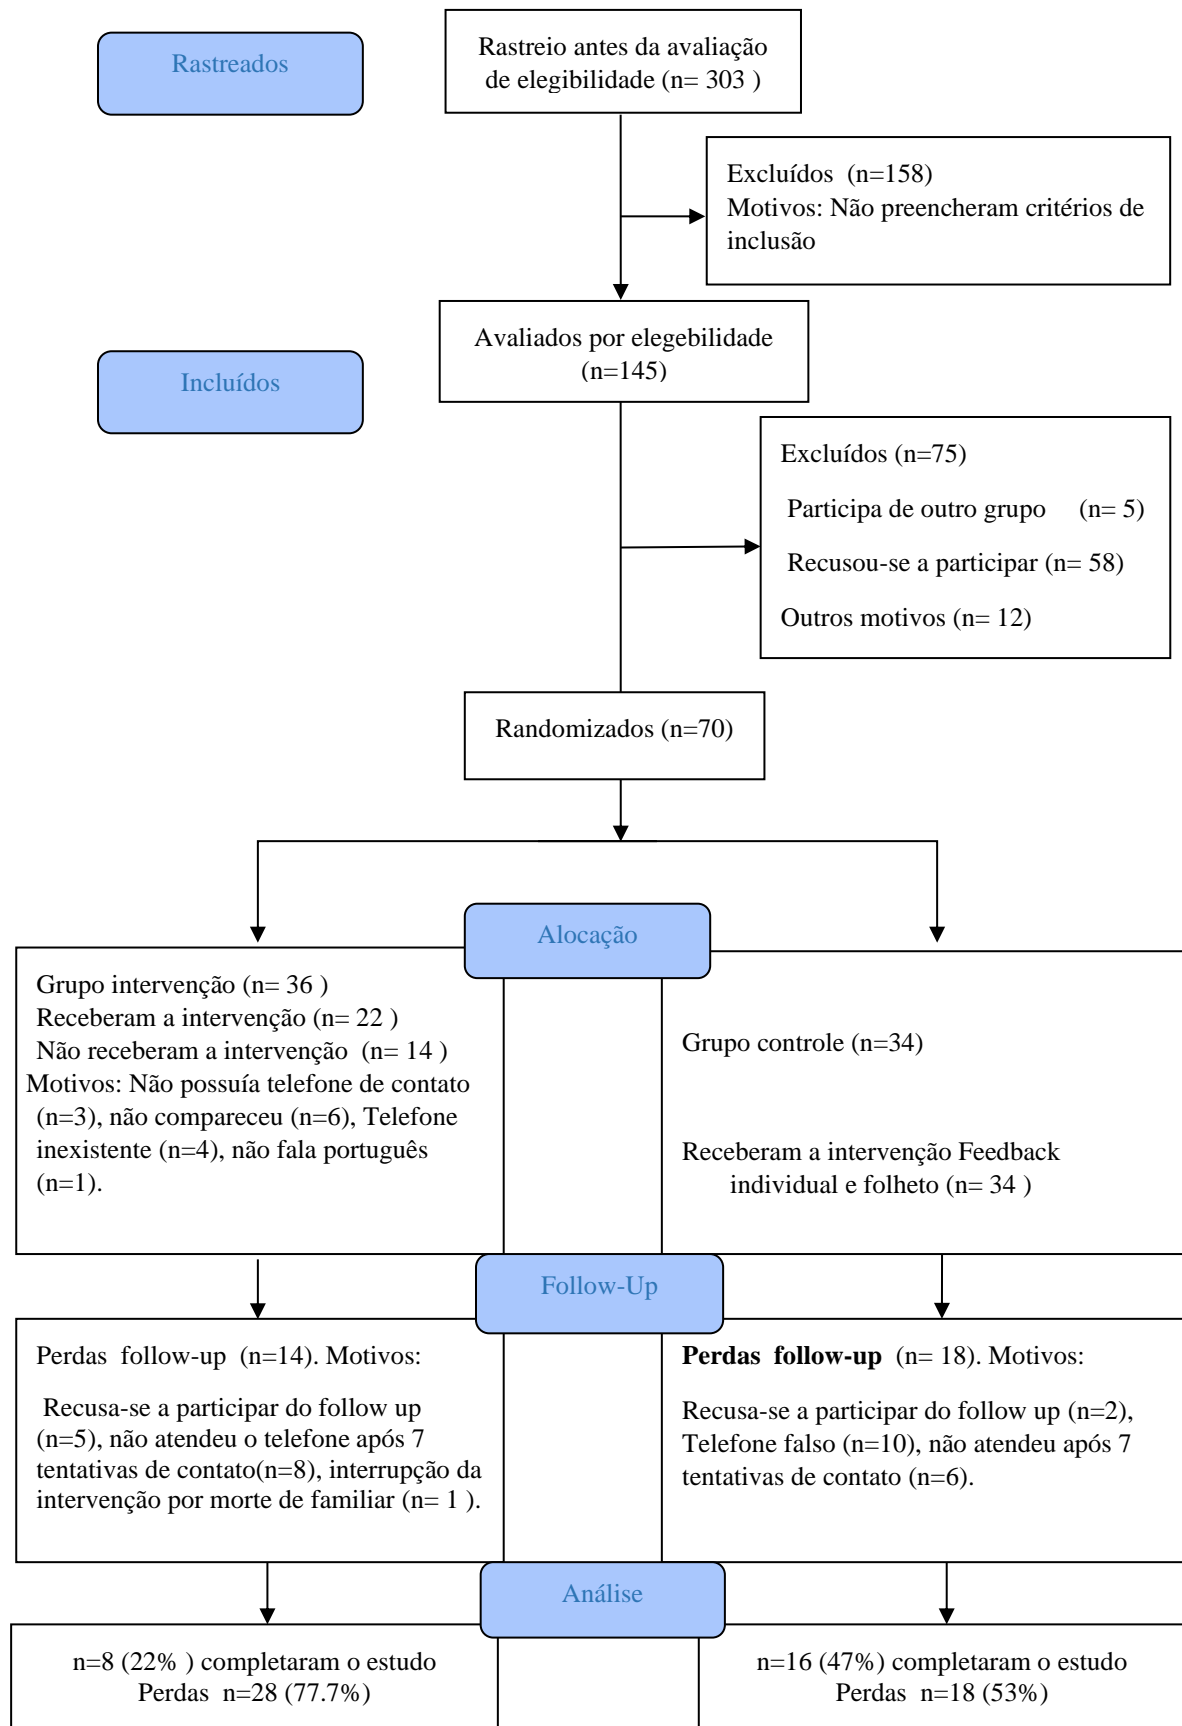 Rastreados
Rastreio antes da avaliação
de elegibilidade (n= 303 )
Excluídos (n=158)
Motivos: Não preencheram critérios de
inclusão
Avaliados por elegebilidade
(n=145)
Incluídos
Excluídos (n=75)
Participa de outro grupo (n= 5)
Recusou-se a participar (n= 58)
Outros motivos (n= 12)
Randomizados (n=70)
Alocação
Grupo intervenção (n= 36 )
Receberam a intervenção (n= 22 )
Não receberam a intervenção (n= 14 )
Motivos: Não possuía telefone de contato
(n=3), não compareceu (n=6), Telefone
inexistente (n=4), não fala português
(n=1).
Grupo controle (n=34)
Receberam a intervenção Feedback
individual e folheto (n= 34 )
Follow-Up
Perdas follow-up (n=14). Motivos:
Recusa-se a participar do follow up
(n=5), não atendeu o telefone após 7
tentativas de contato(n=8), interrupção da
intervenção por morte de familiar (n= 1 ).
Perdas follow-up (n= 18). Motivos:
Recusa-se a participar do follow up (n=2),
Telefone falso (n=10), não atendeu após 7
tentativas de contato (n=6).
Análise
n=8 (22% ) completaram o estudo
Perdas n=28 (77.7%)
n=16 (47%) completaram o estudo
Perdas n=18 (53%)